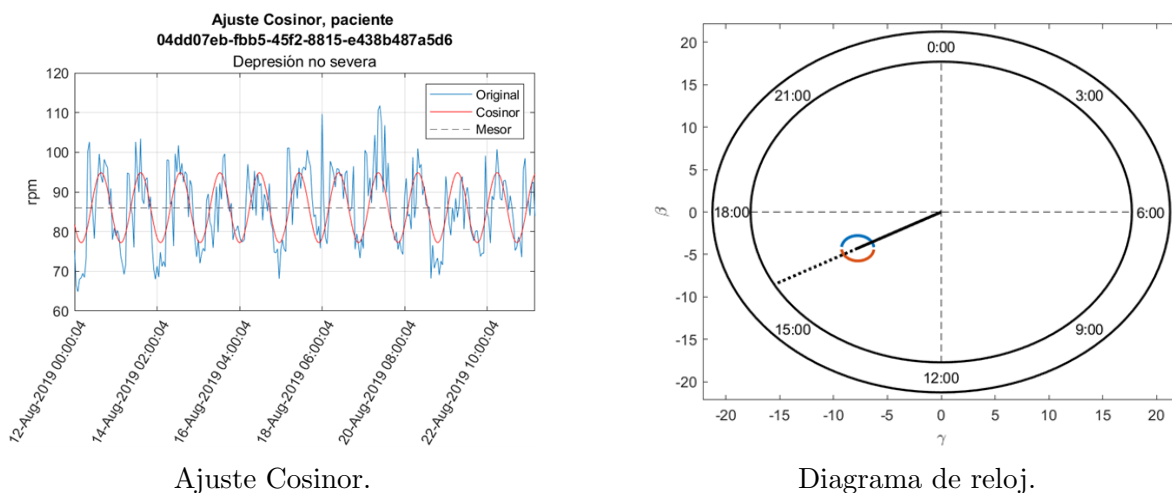 Ajuste Cosinor, paciente
04dd07eb-fbb5-45f2-8815-e438b487a5d6
Depresión no severa
120
110
100
90
80
70
60
rpm
Original
Cosinor
Mesor
12-Aug-2019 00:00:04
14-Aug-2019 02:00:04
16-Aug-2019 04:00:04
18-Aug-2019 06:00:04
20-Aug-2019 08:00:04
22-Aug-2019 10:00:04
Ajuste Cosinor.
20
15
10
5
0
-5
-10
-15
-20
β
0:00
3:00
6:00
9:00
12:00
15:00
18:00
21:00
-20
-15
-10
-5
0
5
10
15
20
γ
Diagrama de reloj.